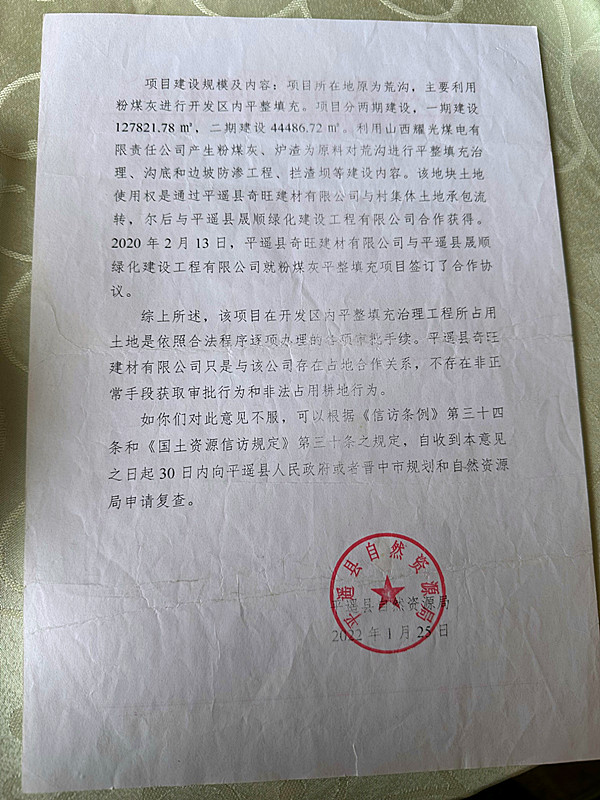 项目建设规模及内容：项目所在地原为荒沟，主要利用
粉煤灰进行开发区内平整填充。项目分两期建设，一期建设
127821.78 ㎡，二期建设 44486.72 ㎡。利用山西耀光煤电有
限责任公司产生粉煤灰、炉渣为原料对荒沟进行平整填充治
理、沟底和边坡防渗工程、拦渣坝等建设内容。该地块土地
使用权是通过平遥县奇旺建材有限公司与村集体土地承包流
转，尔后与平遥县晟顺绿化建设工程有限公司合作获得。
2020 年 2 月 13 日，平遥县奇旺建材有限公司与平遥县晟顺
绿化建设工程有限公司就粉煤灰平整填充项目签订了合作协
议。
综上所述，该项目在开发区内平整填充治理工程所占用
土地是依照合法程序逐项办理的各项审批手续。平遥县奇旺
建材有限公司只是与该公司存在占地合作关系，不存在非正
常手段获取审批行为和非法占用耕地行为。
如你们对此意见不服，可以根据《信访条例》第三十四
条和《国土资源信访规定》第三十条之规定，自收到本意见
之日起 30 日内向平遥县人民政府或者晋中市规划和自然资源
局申请复查。
平遥县自然资源局
平遥县自然资源局
2022 年 1 月 25 日